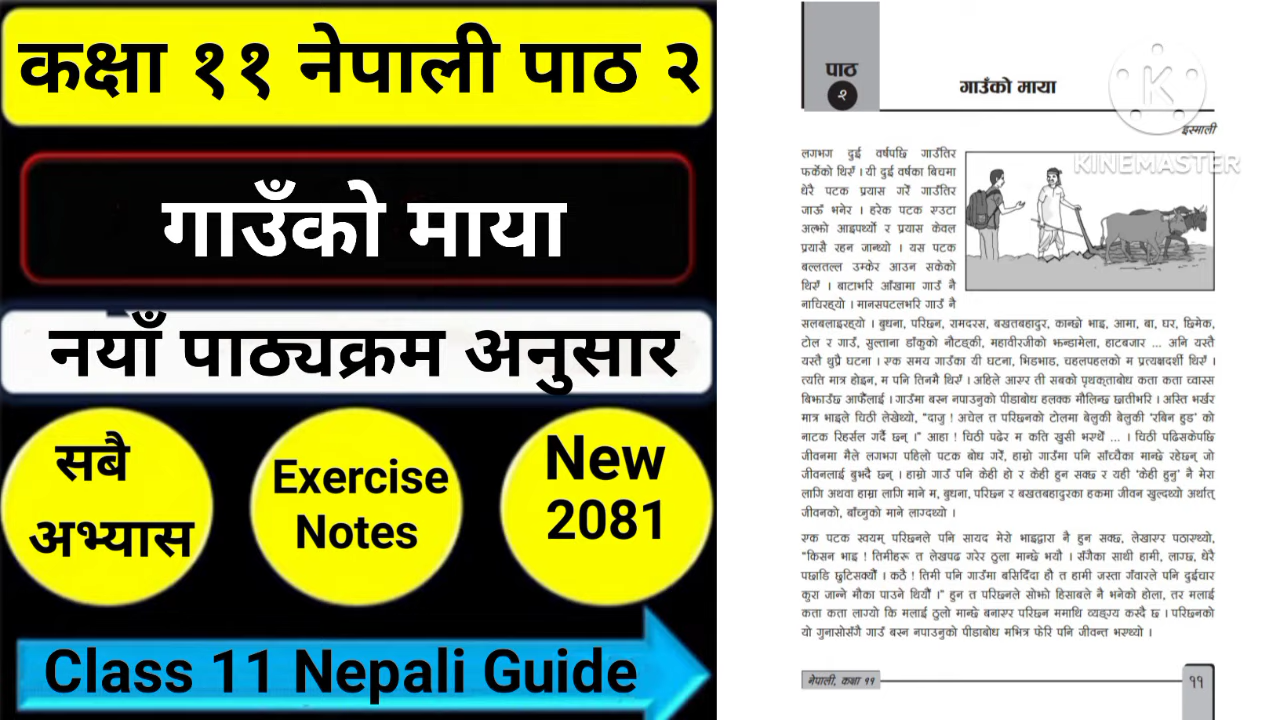 कक्षा ११ नेपाली पाठ २
गाउँको माया
नयाँ पाठ्यक्रम अनुसार
सबै
अभ्यास
Exercise
Notes
New
2081
Class 11 Nepali Guide
पाठ
२
गाउँको माया
K
KINEMASTER
इस्माली
लगभग दुई वर्षपछि गाउँतिर
फर्केको थिएँ । यी दुई वर्षका बिचमा
धेरै पटक प्रयास गरेँ गाउँतिर
जाऊँ भनेर । हरेक पटक एउटा
अल्झो आइपर्थ्यो र प्रयास केवल
प्रयासै रहन जान्थ्यो । यस पटक
बल्लतल्ल उम्केर आउन सकेको
थिएँ । बाटाभरि आँखामा गाउँ नै
नाचिरह्यो । मानसपटलभरि गाउँ नै
सलबलाइरह्यो । बुधना, परिछन, रामदरस, बखतबहादुर, कान्छो भाइ, आमा, बा, घर, छिमेक,
टोल र गाउँ, सुल्ताना डाँकुको नौटङ्की, महावीरजीको झन्डामेला, हाटबजार ... अनि यस्तै
यस्तै थुप्रै घटना । एक समय गाउँका यी घटना, भिडभाड, चहलपहलको म प्रत्यक्षदर्शी थिएँ ।
त्यति मात्र होइन, म पनि तिनमै थिएँ । अहिले आएर ती सबको पृथक्ताबोध कता कता च्वास्स
बिझाउँछ आफैँलाई । गाउँमा बस्न नपाउनुको पीडाबोध हलक्क मौलिन्छ छातीभरि । अस्ति भर्खर
मात्र भाइले चिठी लेखेथ्यो, "दाजु ! अचेल त परिछनको टोलमा बेलुकी बेलुकी 'रबिन हुड' को
नाटक रिहर्सल गर्दै छन् ।" आहा ! चिठी पढेर म कति खुसी भएथेँ ... । चिठी पढिसकेपछि
जीवनमा मैले लगभग पहिलो पटक बोध गरेँ, हाम्रो गाउँमा पनि साँच्चैका मान्छे रहेछन् जो
जीवनलाई बुझ्दै छन् । हाम्रो गाउँ पनि केही हो र केही हुन सक्छ र यही 'केही हुनु' नै मेरा
लागि अथवा हाम्रा लागि माने म, बुधना, परिछन र बखतबहादुरका हकमा जीवन खुल्दथ्यो अर्थात्
जीवनको, बाँच्नुको माने लाग्दथ्यो ।
एक पटक स्वयम् परिछनले पनि सायद मेरो भाइद्वारा नै हुन सक्छ, लेखाएर पठाएथ्यो,
"किसन भाइ ! तिमीहरू त लेखपढ गरेर ठुला मान्छे भयौ । सँगैका साथी हामी, लाग्छ, धेरै
पछाडि छुटिसक्यौँ । कठै ! तिमी पनि गाउँमा बसिदिँदा हौ त हामी जस्ता गँवारले पनि दुईचार
कुरा जान्ने मौका पाउने थियौँ ।" हुन त परिछनले सोझो हिसाबले नै भनेको होला, तर मलाई
कता कता लाग्यो कि मलाई ठुलो मान्छे बनाएर परिछन ममाथि व्यङ्ग्य कस्दै छ । परिछनको
यो गुनासोसँगै गाउँ बस्न नपाउनुको पीडाबोध मभित्र फेरि पनि जीवन्त भएथ्यो ।
नेपाली, कक्षा ११
११